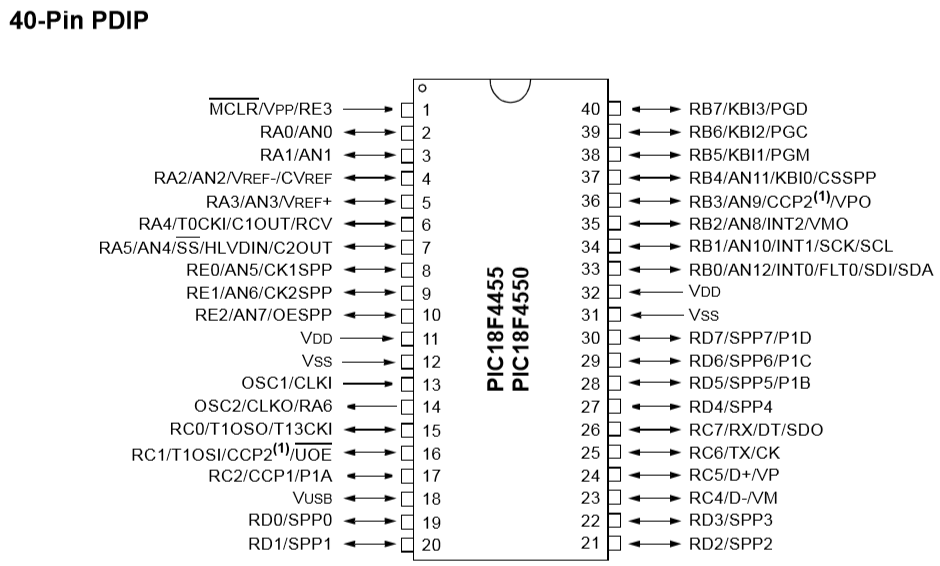 40-Pin PDIP
MCLR/VPP/RE3 1 40 RB7/KBI3/PGD
RA0/AN0 2 39 RB6/KBI2/PGC
RA1/AN1 3 38 RB5/KBI1/PGM
RA2/AN2/VREF-/CVREF 4 37 RB4/AN11/KBI0/CSSPP
RA3/AN3/VREF+ 5 36 RB3/AN9/CCP2(1)/VPO
RA4/T0CKI/C1OUT/RCV 6 35 RB2/AN8/INT2/VMO
RA5/AN4/SS/HLVDIN/C2OUT 7 34 RB1/AN10/INT1/SCK/SCL
RE0/AN5/CK1SPP 8 33 RB0/AN12/INT0/FLT0/SDI/SDA
RE1/AN6/CK2SPP 9 32 VDD
RE2/AN7/OESPP 10 31 VSS
VDD 11 30 RD7/SPP7/P1D
VSS 12 29 RD6/SPP6/P1C
OSC1/CLKI 13 28 RD5/SPP5/P1B
OSC2/CLKO/RA6 14 27 RD4/SPP4
RC0/T1OSO/T13CKI 15 26 RC7/RX/DT/SDO
RC1/T1OSI/CCP2(1)/UOE 16 25 RC6/TX/CK
RC2/CCP1/P1A 17 24 RC5/D+/VP
VUSB 18 23 RC4/D-/VM
RD0/SPP0 19 22 RD3/SPP3
RD1/SPP1 20 21 RD2/SPP2
PIC18F4455
PIC18F4550